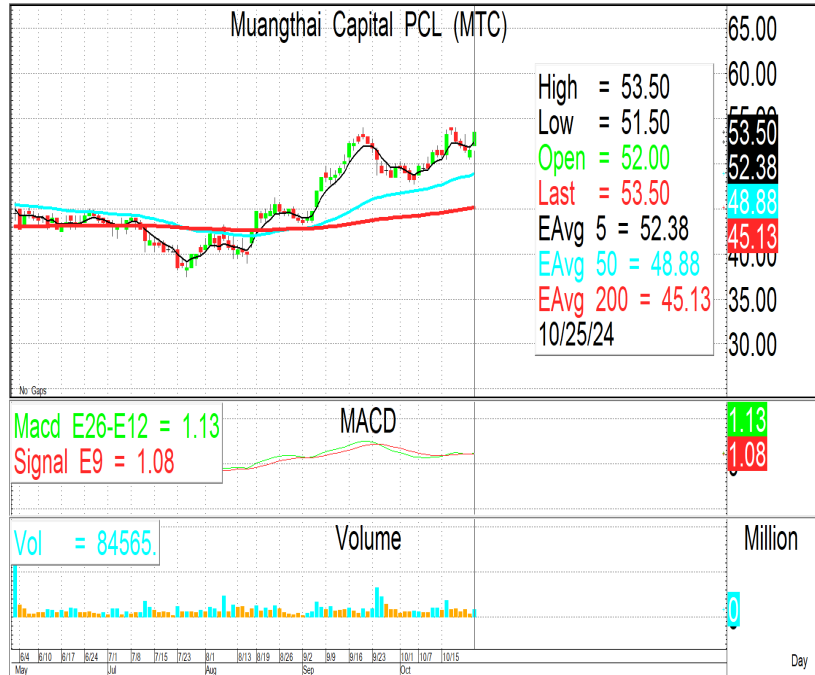 Muangthai Capital PCL (MTC)
65.00
60.00
High = 53.50
Low = 51.50
Open = 52.00
Last = 53.50
EAvg 5 = 52.38
EAvg 50 = 48.88
EAvg 200 = 45.13
10/25/24
53.50
52.38
48.88
45.13
40.00
35.00
30.00
No Gaps
MACD
Macd E26-E12 = 1.13
Signal E9 = 1.08
1.13
1.08
Volume
Vol = 84565.
Million
0
6/4 6/10 6/17 6/24 7/1 7/8 7/15 7/23 8/1 8/13 8/19 8/26 9/2 9/9 9/16 9/23 10/1 10/7 10/15
May Jul Aug Sep Oct
Day